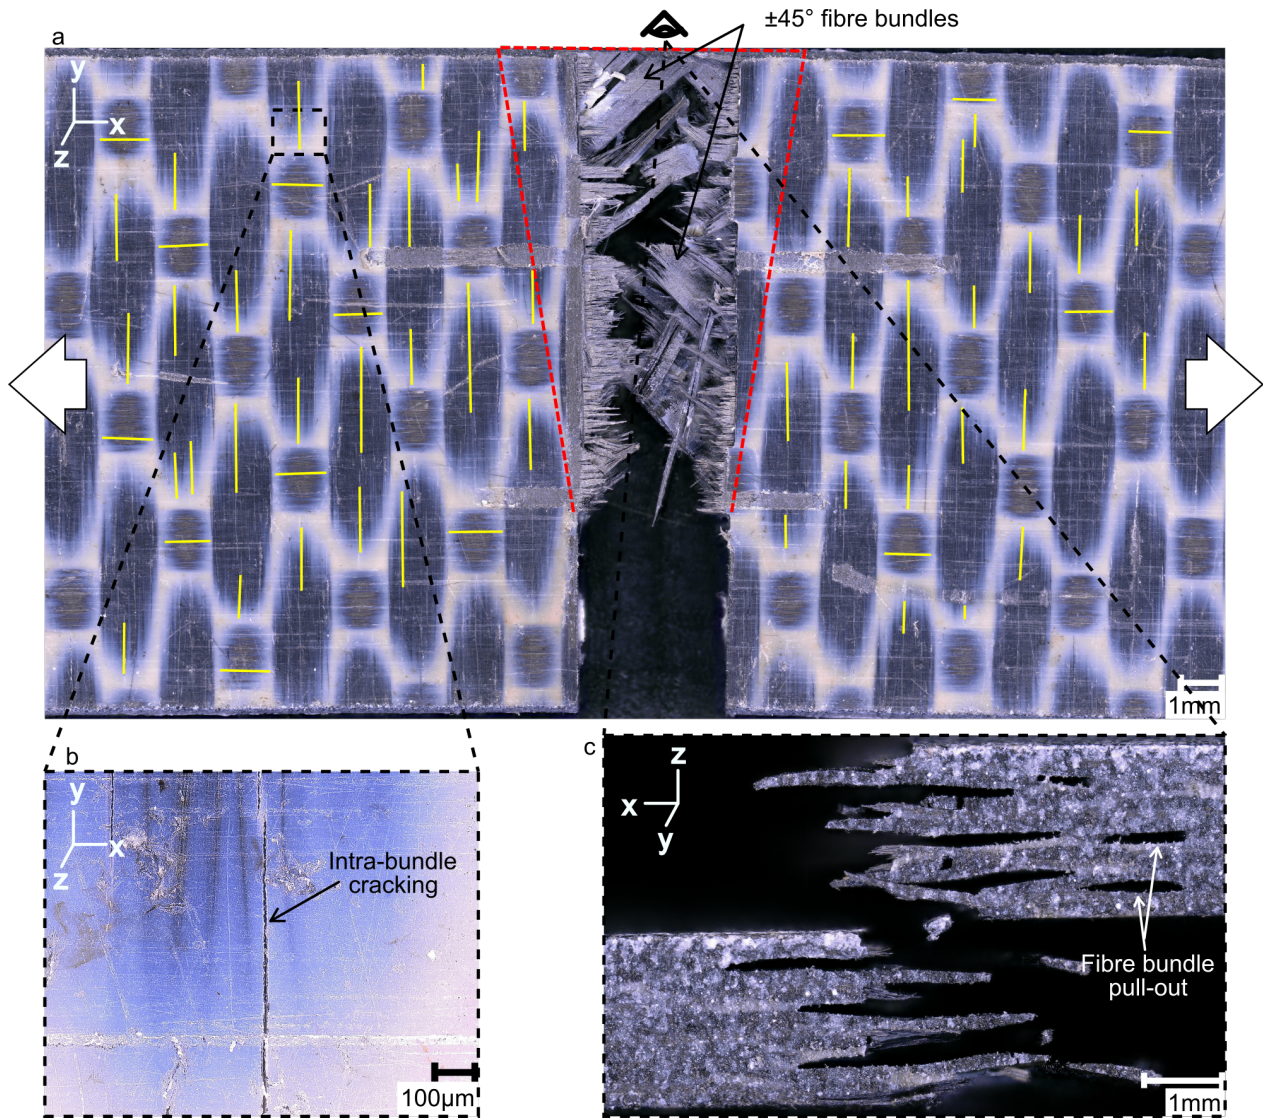 ±45° fibre bundles
a
y
x
z
1mm
b
y
x
z
Intra-bundle
cracking
100µm
c
z
x
y
Fibre bundle
pull-out
1mm